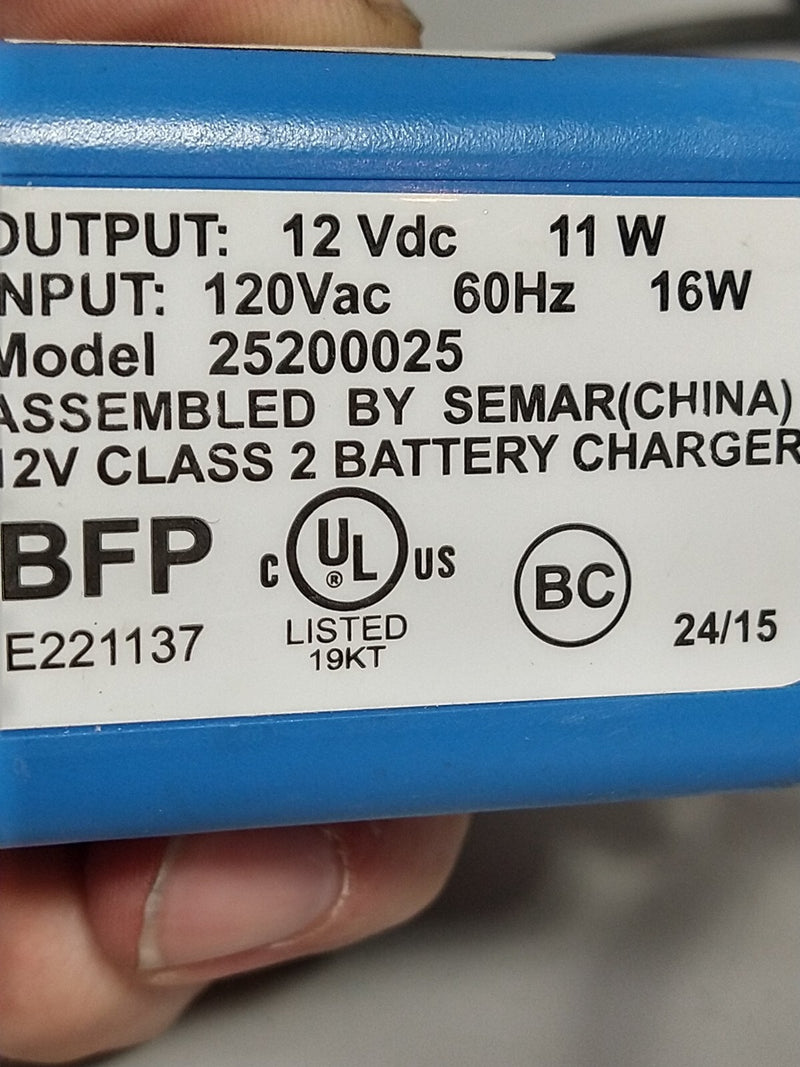 OUTPUT: 12 Vdc 11 W
INPUT: 120Vac 60Hz 16W
Model 25200025
ASSEMBLED BY SEMAR(CHINA)
12V CLASS 2 BATTERY CHARGER
BFP
E221137
C UL® US
LISTED
19KT
BC
24/15